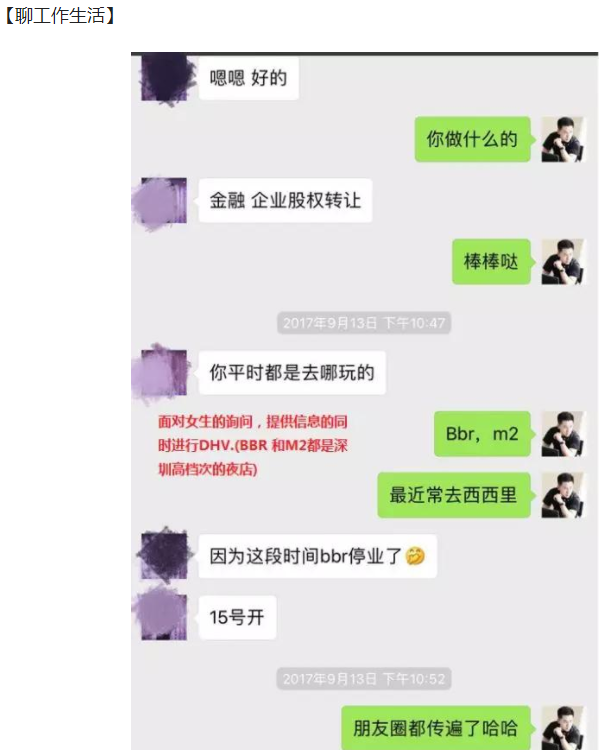 【聊工作生活】
嗯嗯 好的
你做什么的
金融 企业股权转让
棒棒哒
2017年9月13日 下午10:47
你平时都是去哪玩的
面对女生的询问，提供信息的同
时进行DHV.(BBR 和M2都是深
圳高档次的夜店)
Bbr，m2
最近常去西西里
因为这段时间bbr停业了🤣
15号开
2017年9月13日 下午10:52
朋友圈都传遍了哈哈